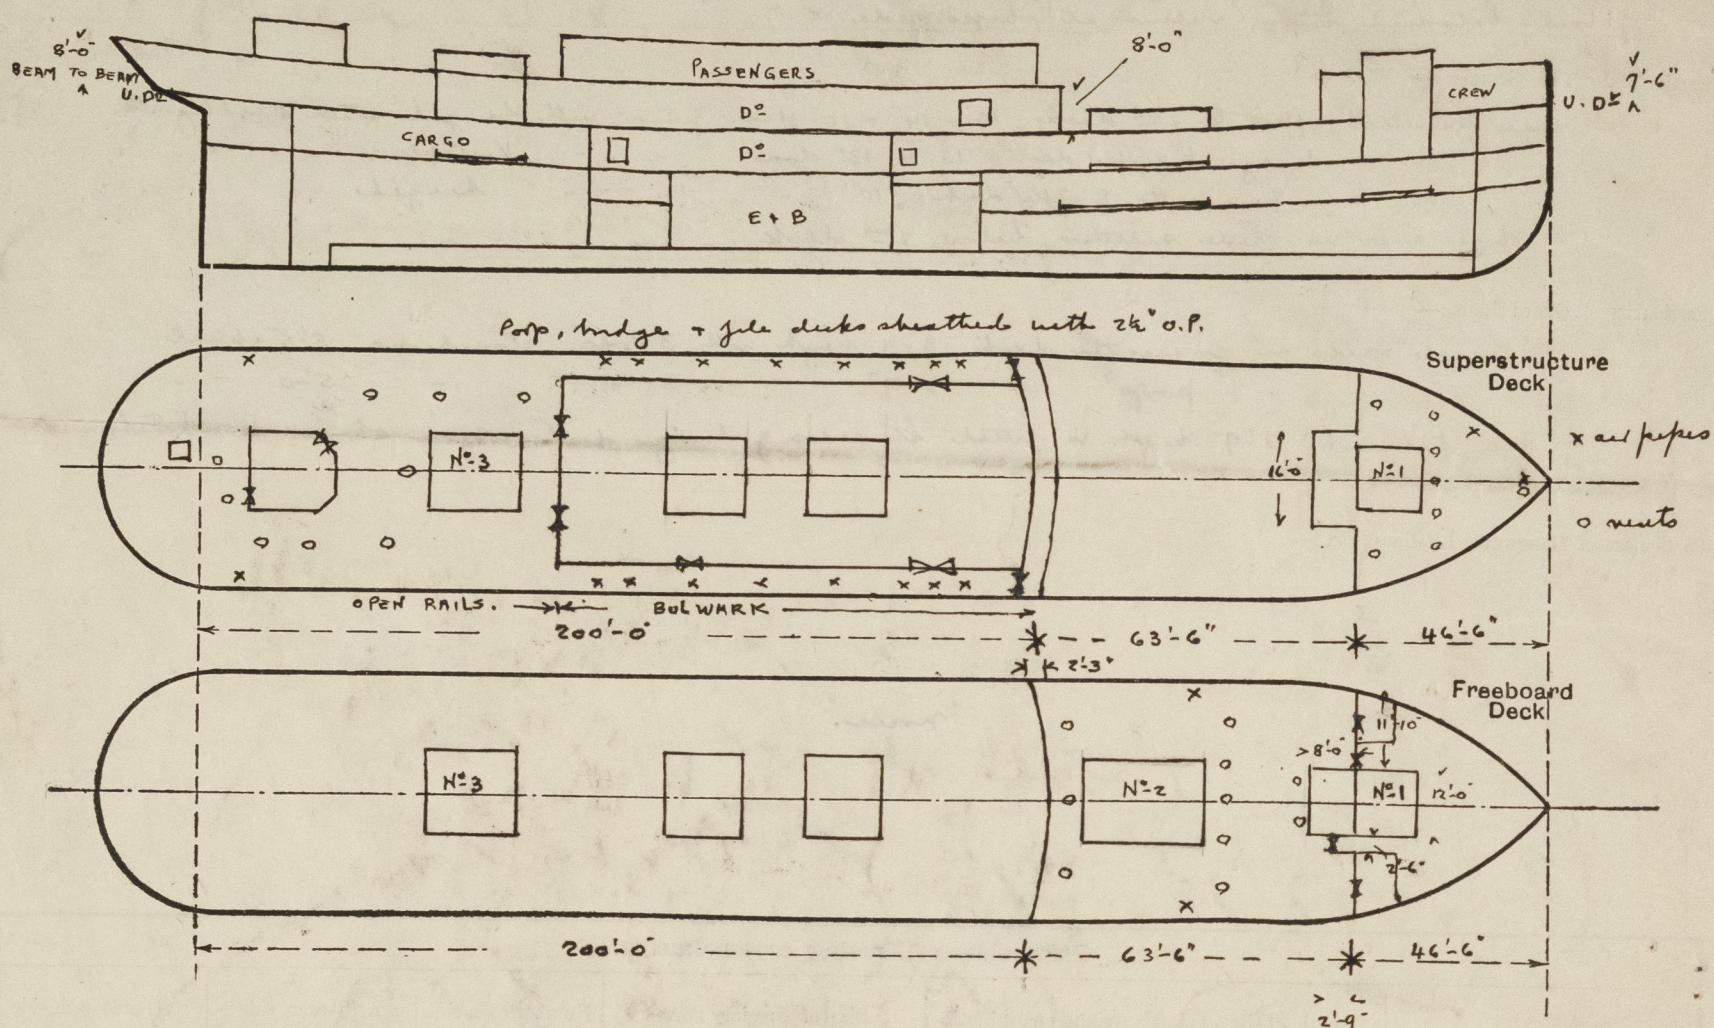 8'-0"
BEAM TO BEAM
U. Dk
PASSENGERS
8'-0"
Do
Do
CARGO
E + B
CREW
U. Dk
7'-6"
Poop, bridge + fcle decks sheathed with 2½" O.P.
Superstructure
Deck
x air pipes
o vents
No 3
16'-0"
No 1
OPEN RAILS.
BULWARK
200'-0"
63'-6"
46'-6"
2'-3"
Freeboard
Deck
11'-10"
8'-0"
No 3
No 2
No 1
12'-0"
2'-6"
200'-0"
63'-6"
46'-6"
2'-9"